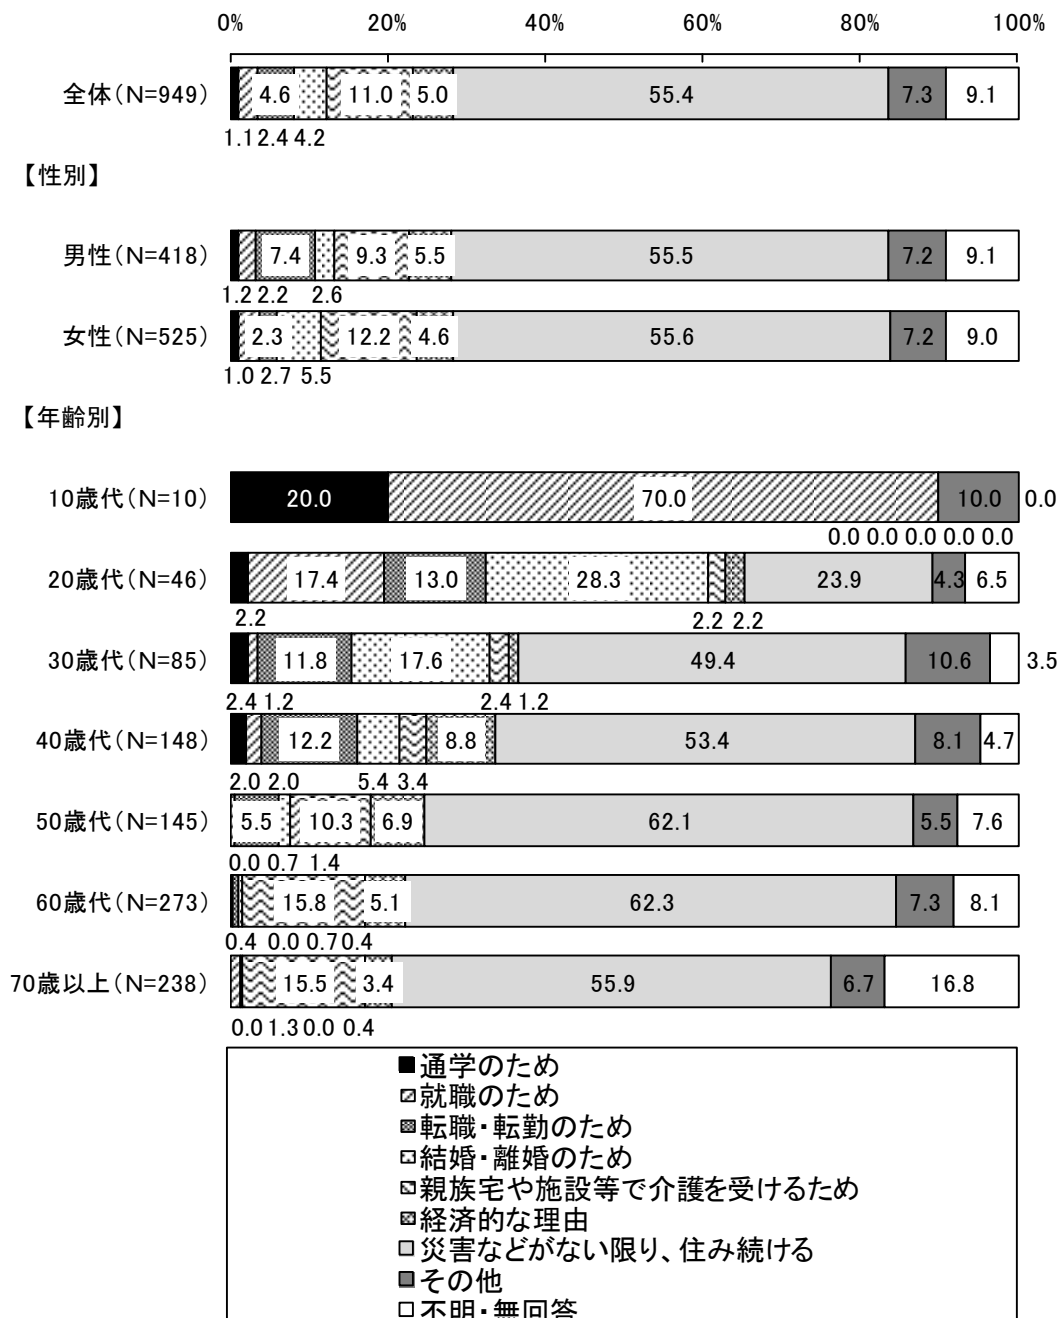 0% 20% 40% 60% 80% 100%
全体(N=949) 4.6 11.0 5.0 55.4 7.3 9.1
1.1 2.4 4.2
【性別】
男性(N=418) 7.4 9.3 5.5 55.5 7.2 9.1
1.2 2.2 2.6
女性(N=525) 2.3 12.2 4.6 55.6 7.2 9.0
1.0 2.7 5.5
【年齢別】
10歳代(N=10) 20.0 70.0 10.0 0.0
0.0 0.0 0.0 0.0 0.0
20歳代(N=46) 17.4 13.0 28.3 23.9 4.3 6.5
2.2 2.2 2.2
30歳代(N=85) 11.8 17.6 49.4 10.6 3.5
2.4 1.2 2.4 1.2
40歳代(N=148) 12.2 8.8 53.4 8.1 4.7
2.0 2.0 5.4 3.4
50歳代(N=145) 5.5 10.3 6.9 62.1 5.5 7.6
0.0 0.7 1.4
60歳代(N=273) 15.8 5.1 62.3 7.3 8.1
0.4 0.0 0.7 0.4
70歳以上(N=238) 15.5 3.4 55.9 6.7 16.8
0.0 1.3 0.0 0.4
通学のため
就職のため
転職・転勤のため
結婚・離婚のため
親族宅や施設等で介護を受けるため
経済的な理由
災害などがない限り、住み続ける
その他
不明・無回答